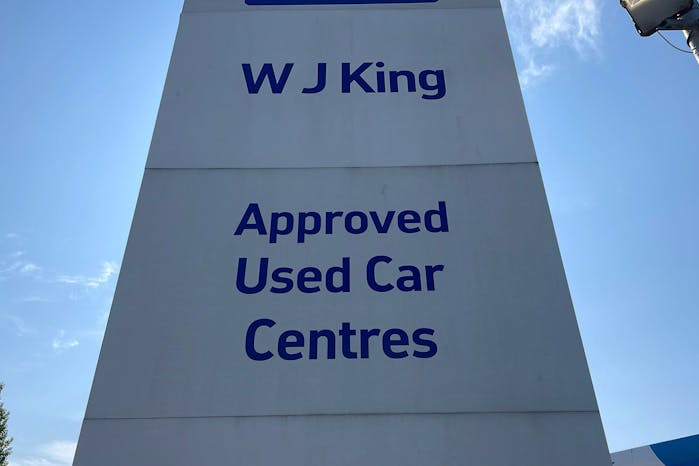 W J King
Approved
Used Car
Centres